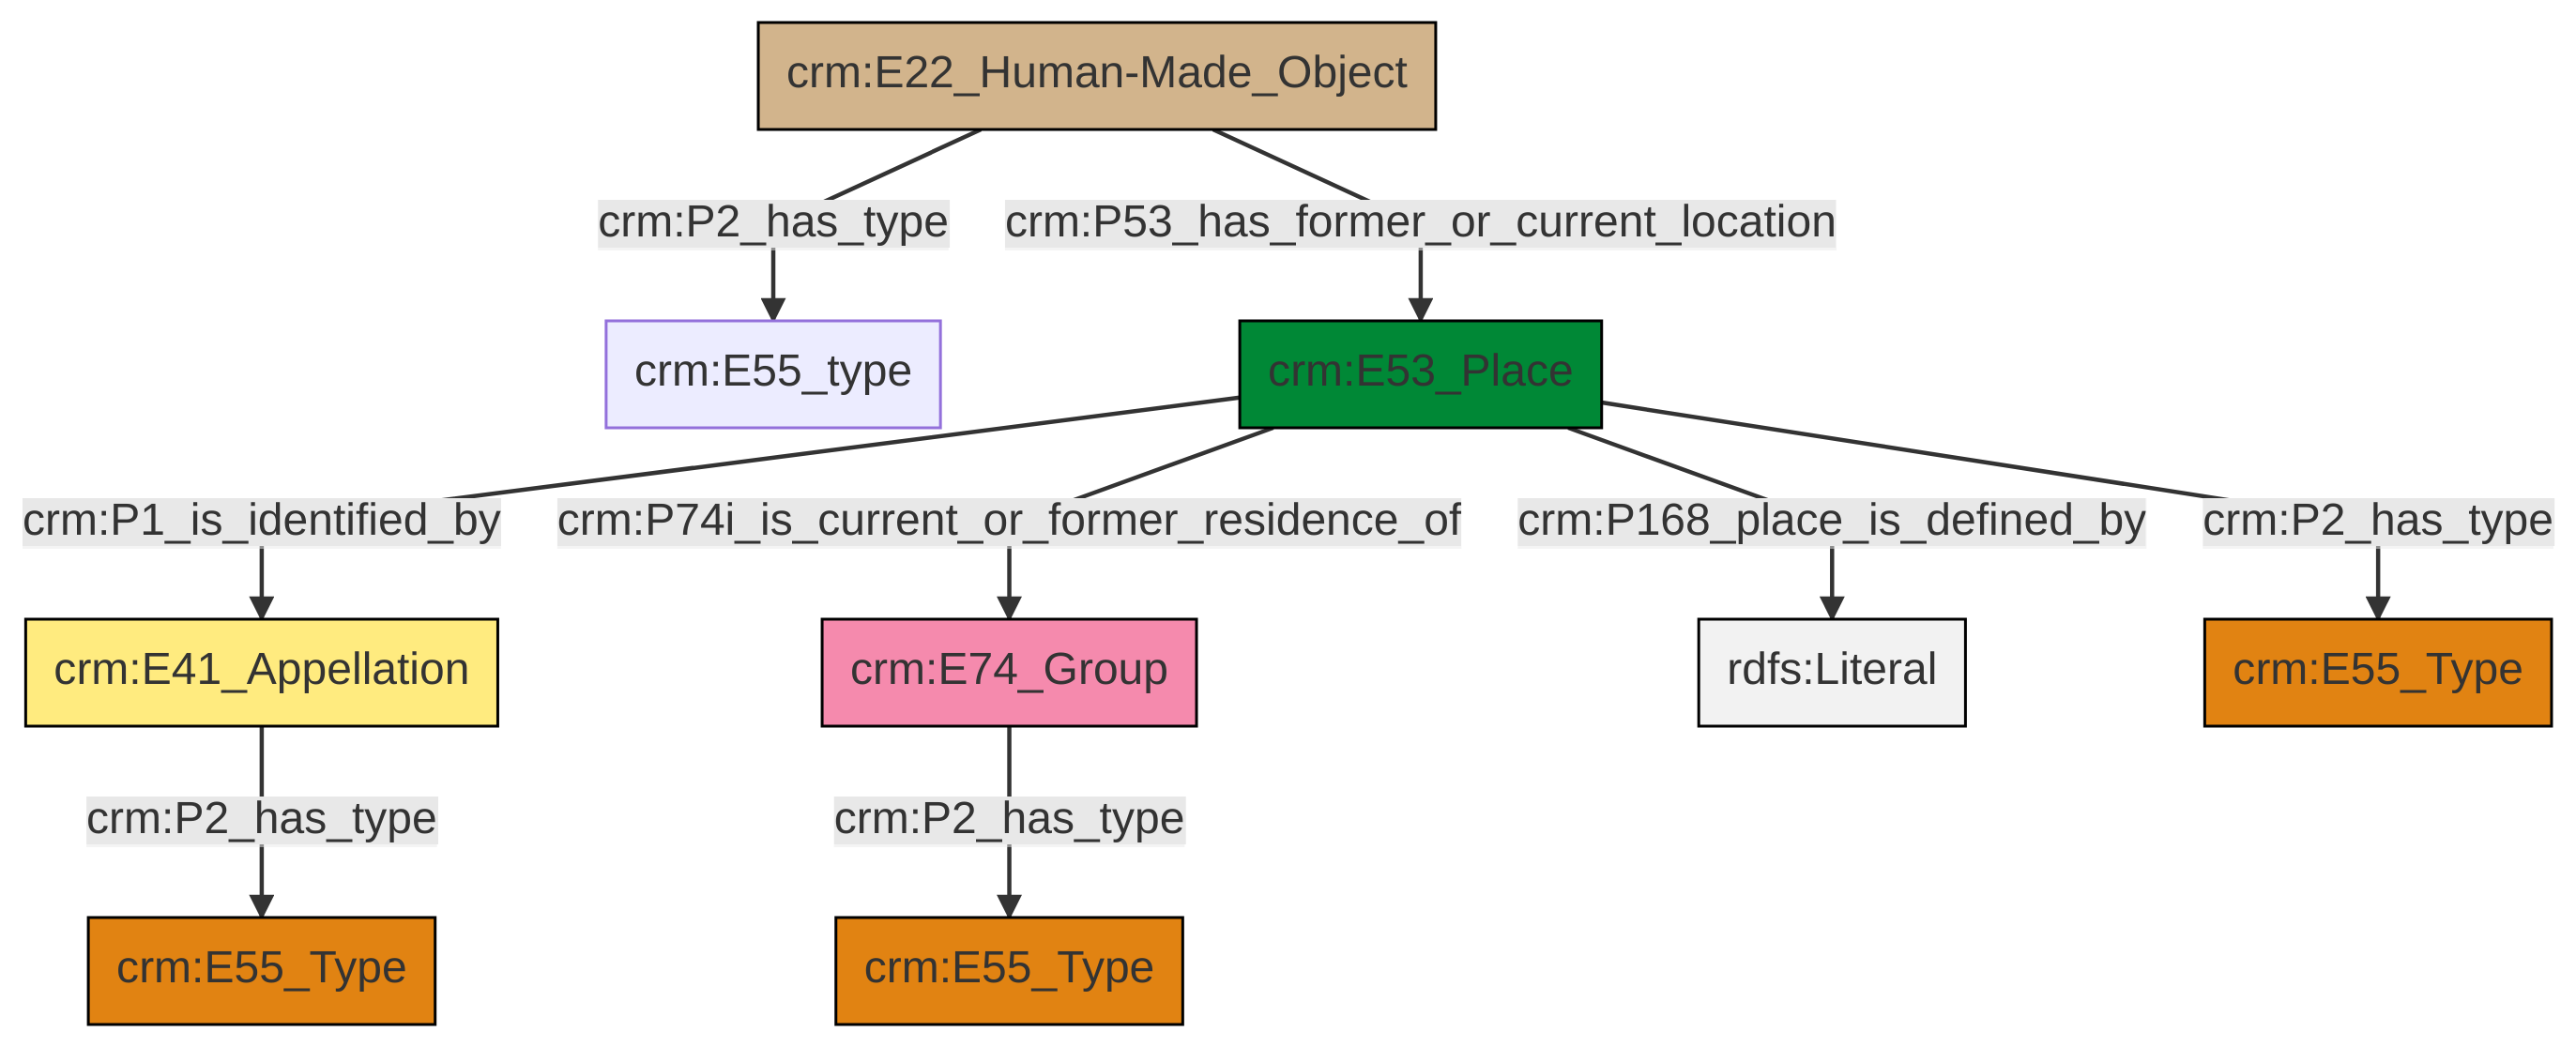 crm:E22_Human-Made_Object
crm:P2_has_type
crm:P53_has_former_or_current_location
crm:E55_type
crm:E53_Place
crm:P1_is_identified_by
crm:P74i_is_current_or_former_residence_of
crm:P168_place_is_defined_by
crm:P2_has_type
crm:E41_Appellation
crm:E74_Group
rdfs:Literal
crm:E55_Type
crm:P2_has_type
crm:P2_has_type
crm:E55_Type
crm:E55_Type